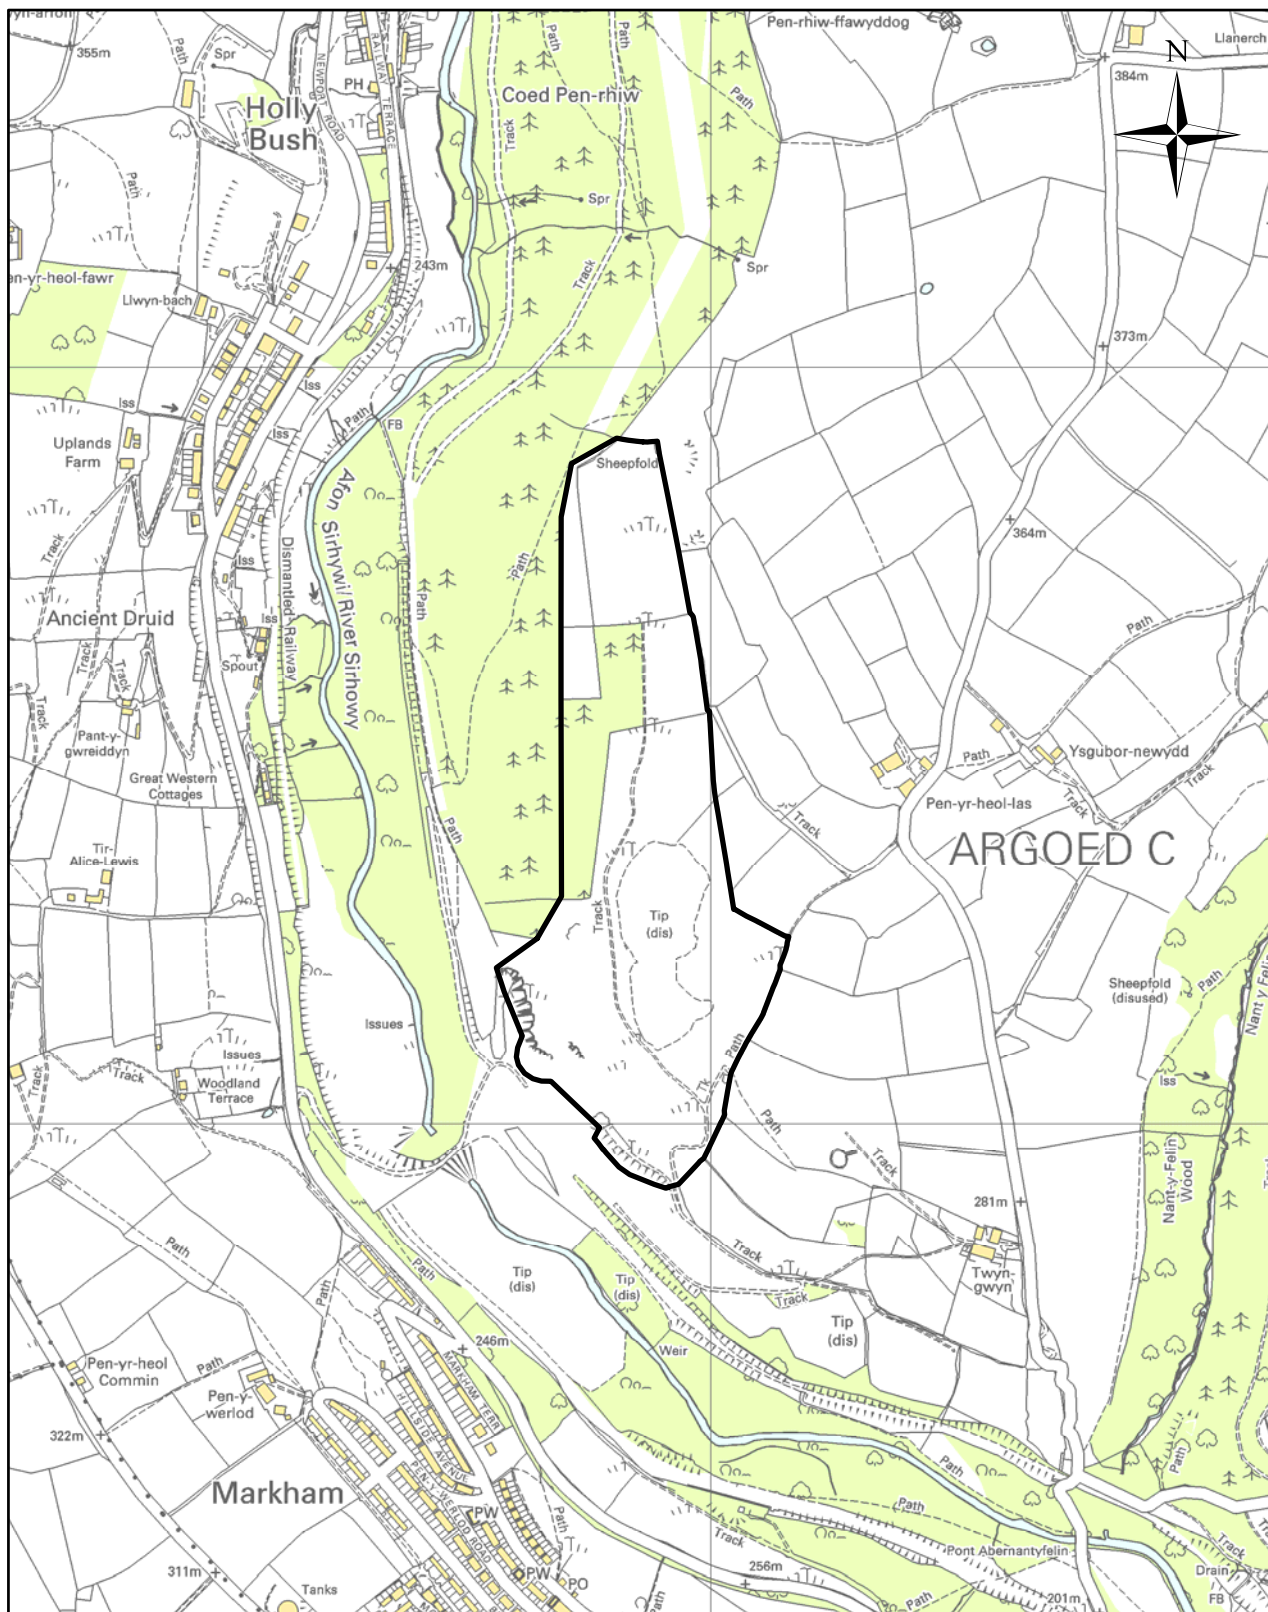 355m
Path
Spr
Holly
Bush
NEWPORT ROAD
RAILWAY TERRACE
PH
Path
Path
Coed Pen-rhiw
Track
Pen-rhiw-ffawyddog
Path
Llanerch
384m
N
Path
Spr
Spr
243m
Track
en-yr-heol-fawr
Llwyn-bach
373m
Iss
Iss
Path
FB
Iss
Uplands
Farm
Sheepfold
364m
Afon Sirhywi/River Sirhowy
Track
Iss
Dismantled Railway
Path
Path
Ancient Druid
Iss
Track
Spout
Track
Track
Path
Pant-y-
gwreiddyn
Great Western
Cottages
Path
Ysgubor-newydd
Track
Track
Pen-yr-heol-las
Track
Path
ARGOED C
Tir-
Alice-Lewis
Tip
(dis)
Track
Sheepfold
(disused)
Path
Nant y Felin
Issues
Path
Issues
Track
Track
Woodland
Terrace
Tk
Iss
Path
Track
Nant-y-Felin
Wood
281m
Path
Path
Track
Twyn-
gwyn
Tip
(dis)
Tip
(dis)
Track
Tip
(dis)
Path
246m
Weir
Pen-yr-heol
Commin
Path
Pen-y-
werlod
MARKHAM TERR
HILLSIDE AVENUE
PEN-Y-WERLOD ROAD
322m
Markham
PW
Path
Path
Path
Path
Track
Pont Abernantyfelin
Track
311m
Tanks
PW
PO
256m
Path
Path
201m
Drain
FB